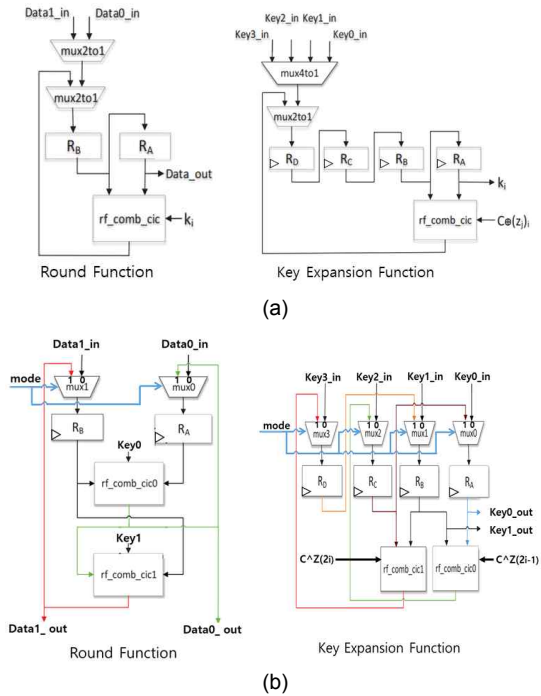 Data1_in Data0_in
mux2to1
mux2to1
R_B R_A
Data_out
rf_comb_cic
k_i
Round Function
Key2_in Key1_in
Key3_in Key0_in
mux4to1
mux2to1
R_D R_C R_B R_A
k_i
rf_comb_cic
C⊕(z_j)_i
Key Expansion Function
(a)
Data1_in Data0_in
mode
1 0 1 0
mux1 mux0
R_B R_A
Key0
rf_comb_cic0
Key1
rf_comb_cic1
Data1_ out Data0_ out
Round Function
Key3_in Key2_in Key1_in Key0_in
mode
1 0 1 0 1 0 1 0
mux3 mux2 mux1 mux0
R_D R_C R_B R_A
Key0_out
Key1_out
C^Z(2i)
rf_comb_cic1 rf_comb_cic0
C^Z(2i-1)
Key Expansion Function
(b)